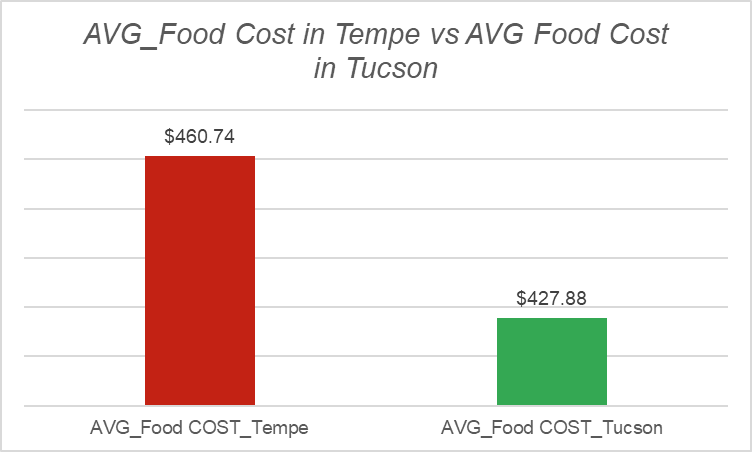 AVG_Food Cost in Tempe vs AVG Food Cost
in Tucson
$460.74
$427.88
AVG_Food COST_Tempe
AVG_Food COST_Tucson